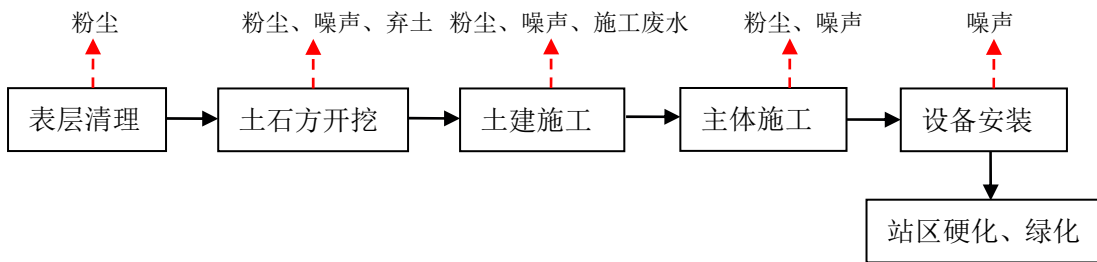 粉尘
粉尘、噪声、弃土
粉尘、噪声、施工废水
粉尘、噪声
噪声
表层清理
土石方开挖
土建施工
主体施工
设备安装
站区硬化、绿化